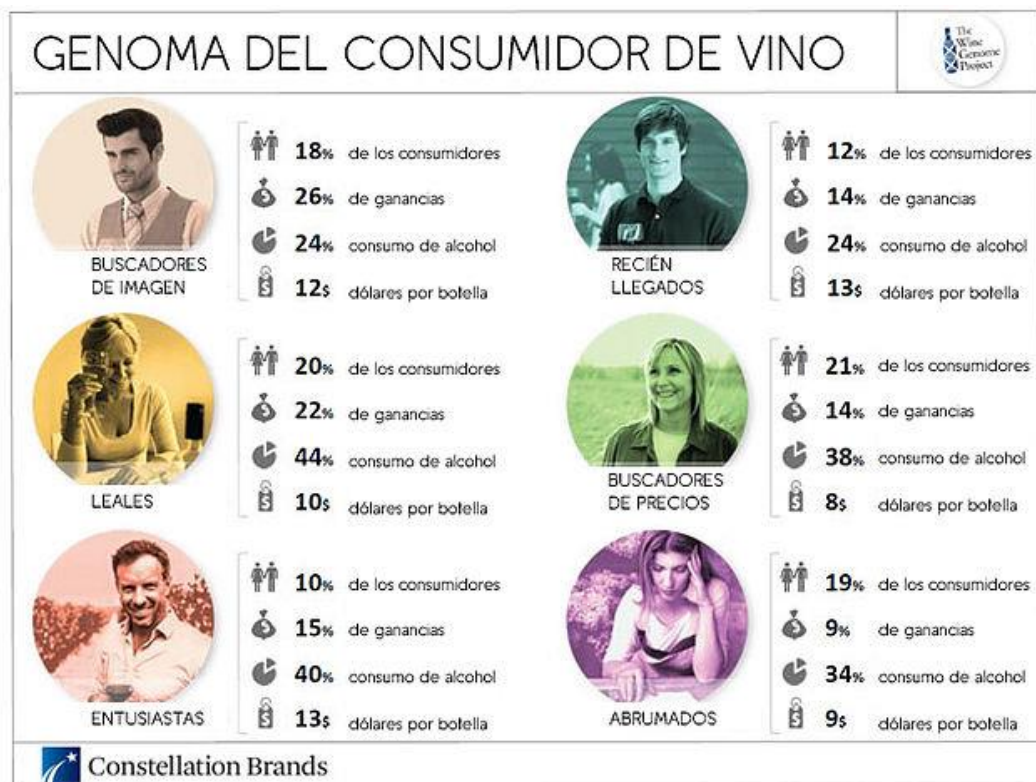 GENOMA DEL CONSUMIDOR DE VINO
The
Wine
Genome
Project
18% de los consumidores
26% de ganancias
24% consumo de alcohol
12$ dólares por botella
BUSCADORES
DE IMAGEN
12% de los consumidores
14% de ganancias
24% consumo de alcohol
13$ dólares por botella
RECIÉN
LLEGADOS
20% de los consumidores
22% de ganancias
44% consumo de alcohol
10$ dólares por botella
LEALES
21% de los consumidores
14% de ganancias
38% consumo de alcohol
8$ dólares por botella
BUSCADORES
DE PRECIOS
10% de los consumidores
15% de ganancias
40% consumo de alcohol
13$ dólares por botella
ENTUSIASTAS
19% de los consumidores
9% de ganancias
34% consumo de alcohol
9$ dólares por botella
ABRUMADOS
Constellation Brands